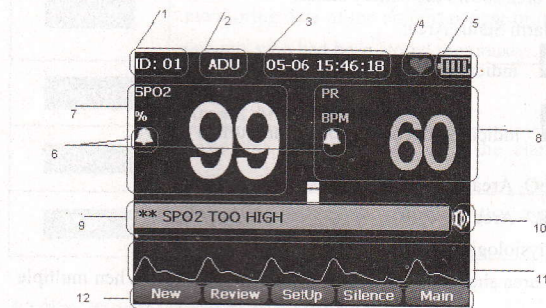 1 2 3 4 5
ID: 01 ADU 05-06 15:46:18
7 SPO2 PR
% BPM
99 60 8
6
9 ** SPO2 TOO HIGH 10
11
12 New Review SetUp Silence Main